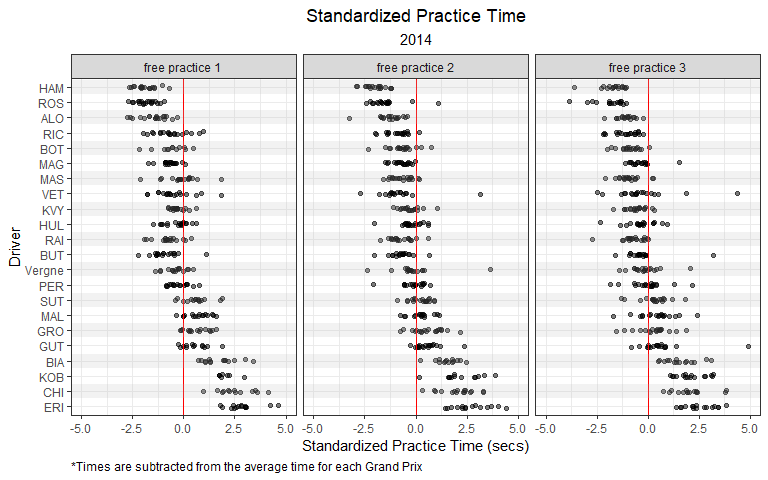 Standardized Practice Time
2014
free practice 1 free practice 2 free practice 3
Driver
HAM
ROS
ALO
RIC
BOT
MAG
MAS
VET
KVY
HUL
RAI
BUT
Vergne
PER
SUT
MAL
GRO
GUT
BIA
KOB
CHI
ERI
-5.0 -2.5 0.0 2.5 5.0 -5.0 -2.5 0.0 2.5 5.0 -5.0 -2.5 0.0 2.5 5.0
Standardized Practice Time (secs)
*Times are subtracted from the average time for each Grand Prix